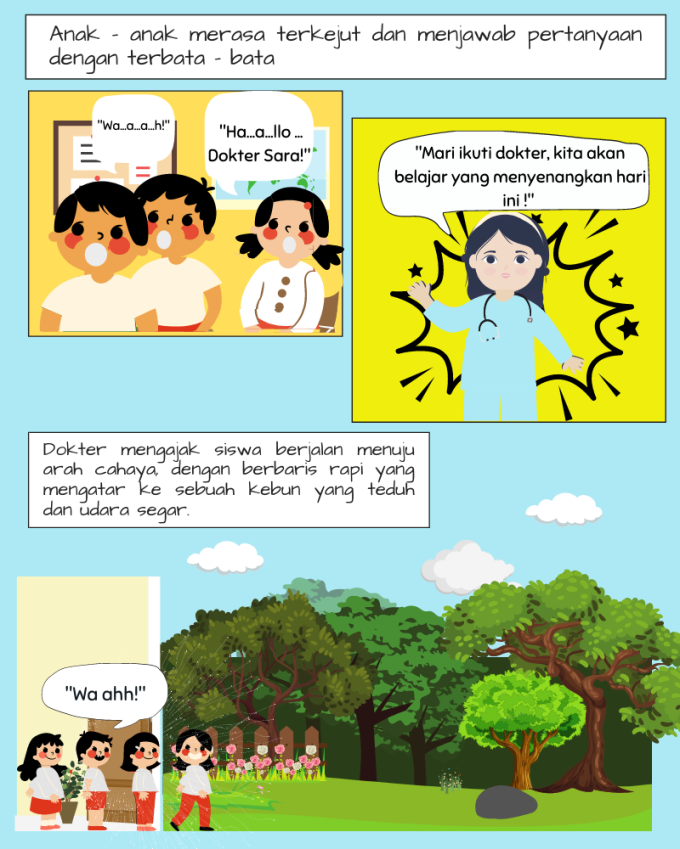 Anak - anak merasa terkejut dan menjawab pertanyaan
dengan terbata - bata
"Wa...a...a...h!"
"Ha...a...llo ...
Dokter Sara!"
"Mari ikuti dokter, kita akan
belajar yang menyenangkan hari
ini !"
Dokter mengajak siswa berjalan menuju
arah cahaya, dengan berbaris rapi yang
mengatar ke sebuah kebun yang teduh
dan udara segar.
"Wa ahh!"